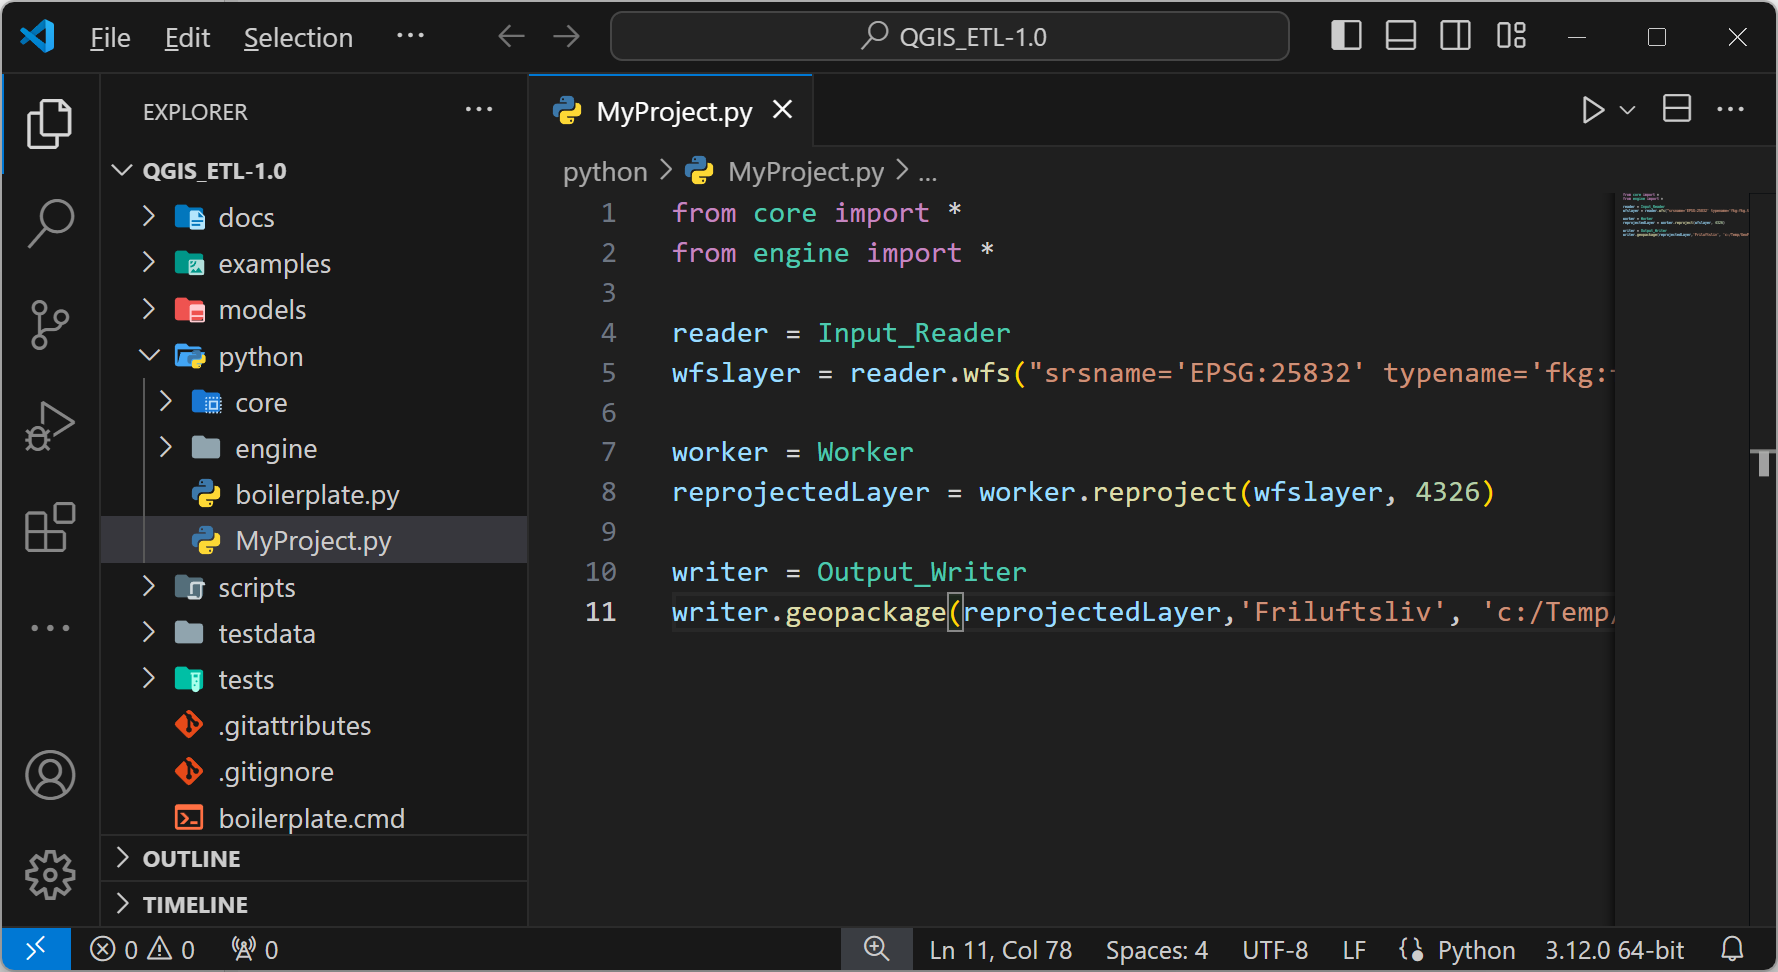 File Edit Selection ···
QGIS_ETL-1.0
EXPLORER ···
QGIS_ETL-1.0
docs
examples
models
python
core
engine
boilerplate.py
MyProject.py
scripts
testdata
tests
.gitattributes
.gitignore
boilerplate.cmd
OUTLINE
TIMELINE
MyProject.py
python > MyProject.py > ...
1 from core import *
2 from engine import *
3
4 reader = Input_Reader
5 wfslayer = reader.wfs("srsname='EPSG:25832' typename='fkg:
6
7 worker = Worker
8 reprojectedLayer = worker.reproject(wfslayer, 4326)
9
10 writer = Output_Writer
11 writer.geopackage(reprojectedLayer,'Friluftsliv', 'c:/Temp/
0 0 0
Ln 11, Col 78 Spaces: 4 UTF-8 LF Python 3.12.0 64-bit